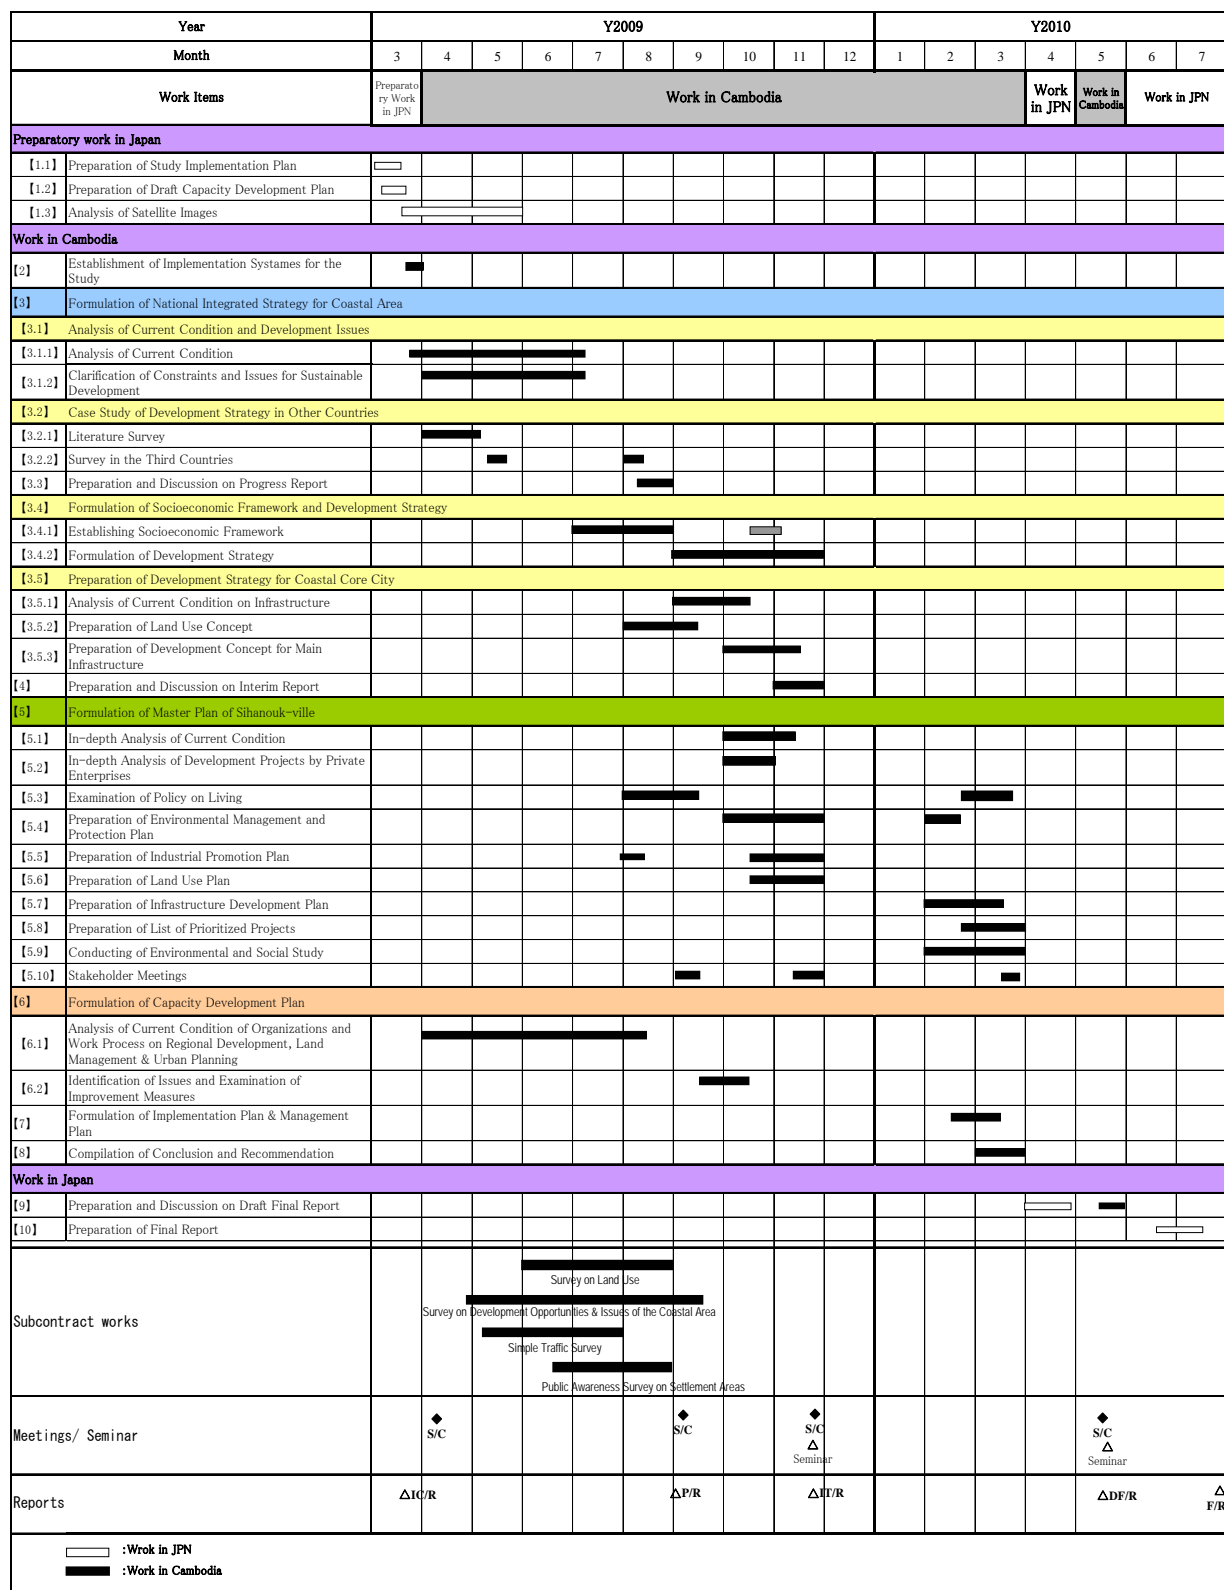 Year Y2009 Y2010
Month 3 4 5 6 7 8 9 10 11 12 1 2 3 4 5 6 7
Work Items
Preparato
ry Work
in JPN
Work in Cambodia
Work
in JPN
Work in
Cambodia
Work in JPN
Preparatory work in Japan
【1.1】 Preparation of Study Implementation Plan
【1.2】 Preparation of Draft Capacity Development Plan
【1.3】 Analysis of Satellite Images
Work in Cambodia
【2】 Establishment of Implementation Systames for the
Study
【3】 Formulation of National Integrated Strategy for Coastal Area
【3.1】 Analysis of Current Condition and Development Issues
【3.1.1】 Analysis of Current Condition
【3.1.2】 Clarification of Constraints and Issues for Sustainable
Development
【3.2】 Case Study of Development Strategy in Other Countries
【3.2.1】 Literature Survey
【3.2.2】 Survey in the Third Countries
【3.3】 Preparation and Discussion on Progress Report
【3.4】 Formulation of Socioeconomic Framework and Development Strategy
【3.4.1】 Establishing Socioeconomic Framework
【3.4.2】 Formulation of Development Strategy
【3.5】 Preparation of Development Strategy for Coastal Core City
【3.5.1】 Analysis of Current Condition on Infrastructure
【3.5.2】 Preparation of Land Use Concept
【3.5.3】 Preparation of Development Concept for Main
Infrastructure
【4】 Preparation and Discussion on Interim Report
【5】 Formulation of Master Plan of Sihanouk-ville
【5.1】 In-depth Analysis of Current Condition
【5.2】 In-depth Analysis of Development Projects by Private
Enterprises
【5.3】 Examination of Policy on Living
【5.4】 Preparation of Environmental Management and
Protection Plan
【5.5】 Preparation of Industrial Promotion Plan
【5.6】 Preparation of Land Use Plan
【5.7】 Preparation of Infrastructure Development Plan
【5.8】 Preparation of List of Prioritized Projects
【5.9】 Conducting of Environmental and Social Study
【5.10】 Stakeholder Meetings
【6】 Formulation of Capacity Development Plan
【6.1】 Analysis of Current Condition of Organizations and
Work Process on Regional Development, Land
Management & Urban Planning
【6.2】 Identification of Issues and Examination of
Improvement Measures
【7】 Formulation of Implementation Plan & Management
Plan
【8】 Compilation of Conclusion and Recommendation
Work in Japan
【9】 Preparation and Discussion on Draft Final Report
【10】 Preparation of Final Report
Subcontract works
Survey on Land Use
Survey on Development Opportunities & Issues of the Coastal Area
Simple Traffic Survey
Public Awareness Survey on Settlement Areas
Meetings/ Seminar
S/C S/C S/C S/C
Seminar Seminar
Reports
△IC/R △P/R △IT/R △DF/R △
F/R
:Wrok in JPN
:Work in Cambodia